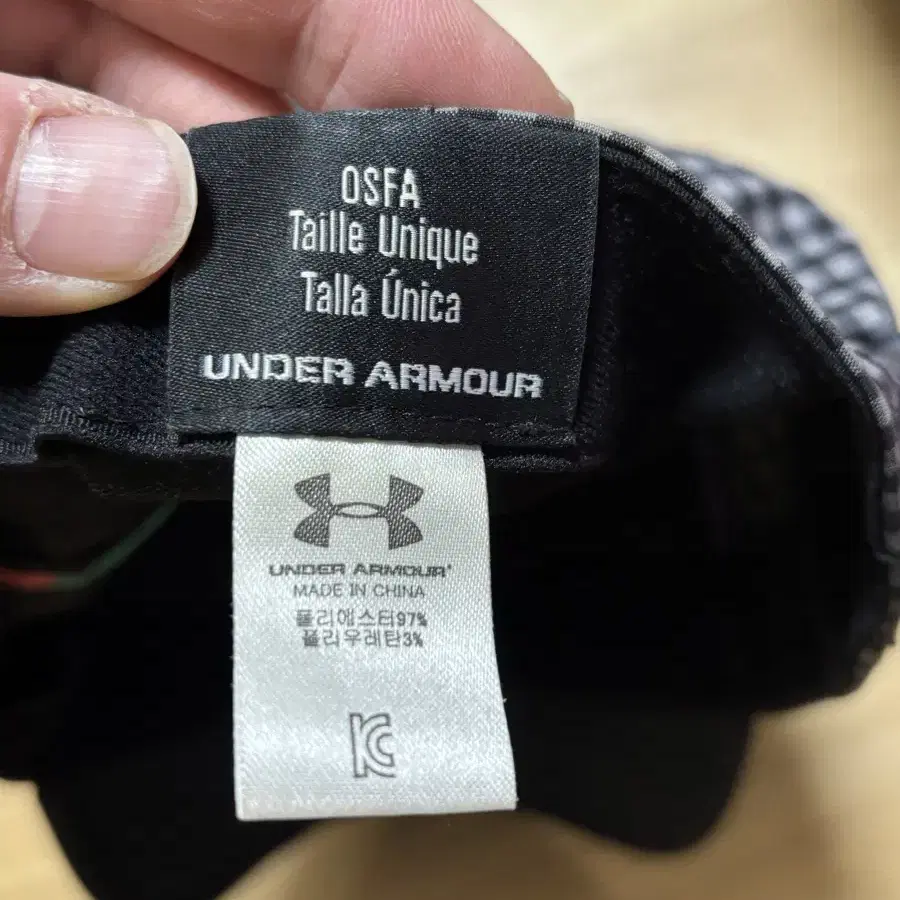 OSFA
Taille Unique
Talla Única
UNDER ARMOUR
UNDER ARMOUR
MADE IN CHINA
폴리에스터97%
폴리우레탄3%
KC